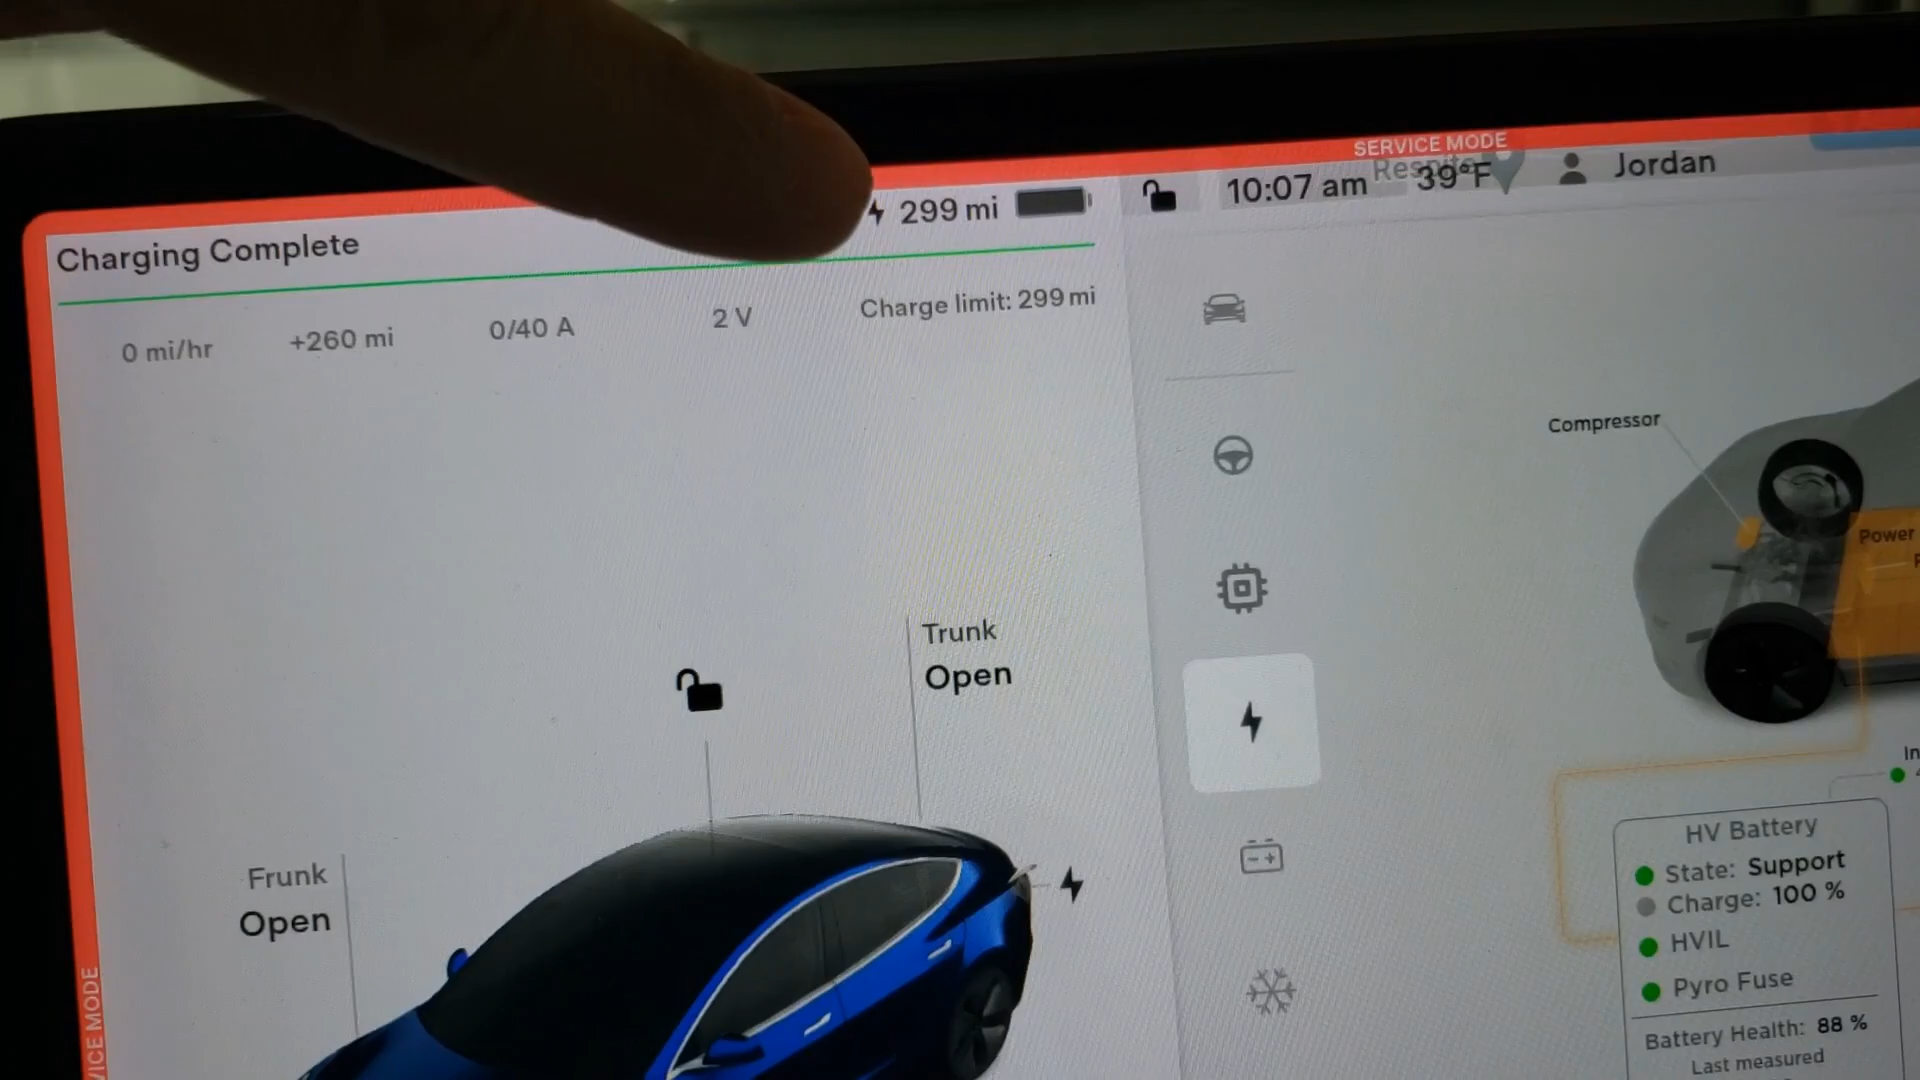 SERVICE MODE
299 mi
10:07 am
39°F
Jordan
Charging Complete
0 mi/hr
+260 mi
0/40 A
2 V
Charge limit: 299 mi
Compressor
Power
Trunk
Open
Frunk
Open
HV Battery
State: Support
Charge: 100 %
HVIL
Pyro Fuse
Battery Health: 88 %
Last measured
VICE MODE